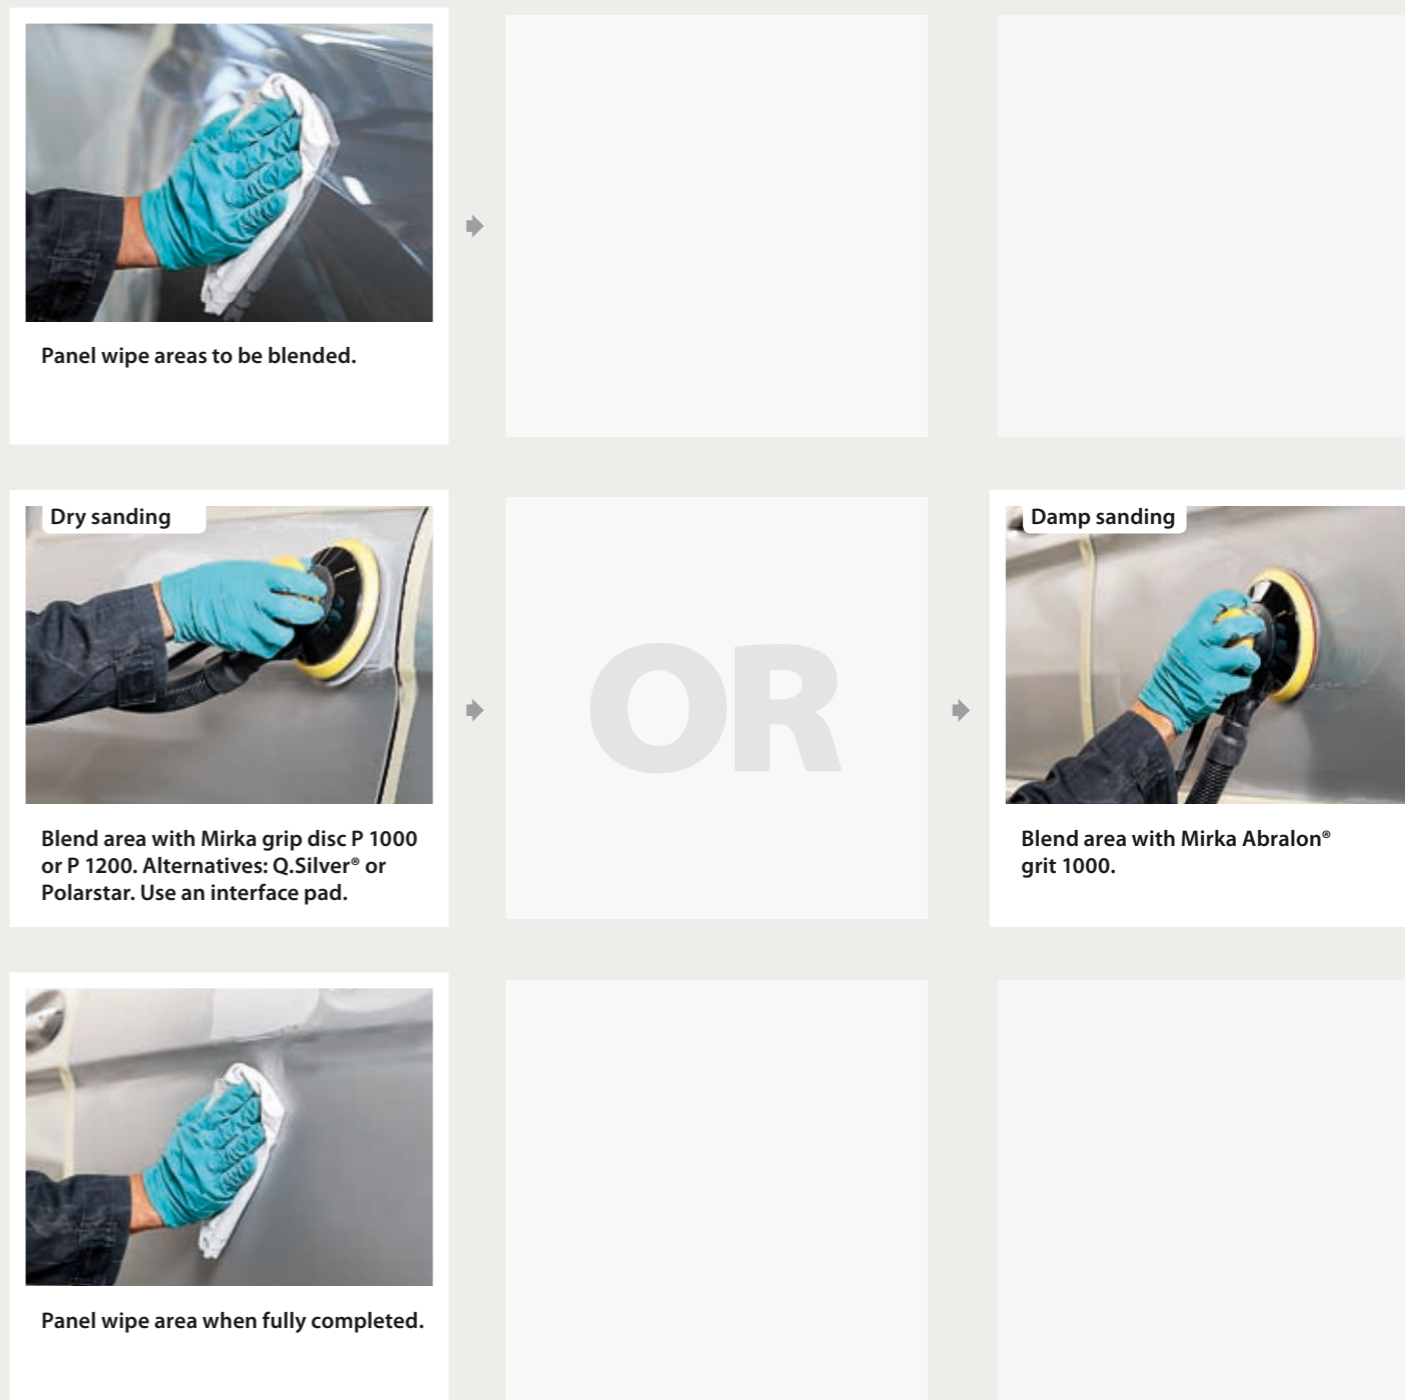 Panel wipe areas to be blended.
Dry sanding
OR
Damp sanding
Blend area with Mirka grip disc P 1000
or P 1200. Alternatives: Q.Silver® or
Polarstar. Use an interface pad.
Blend area with Mirka Abralon®
grit 1000.
Panel wipe area when fully completed.